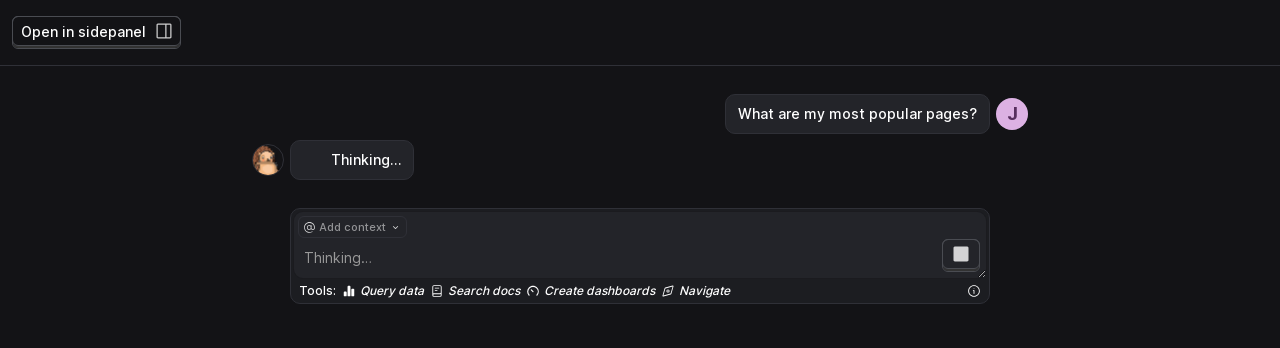 Open in sidepanel
What are my most popular pages?
J
Thinking...
@ Add context
Thinking...
Tools: Query data Search docs Create dashboards Navigate